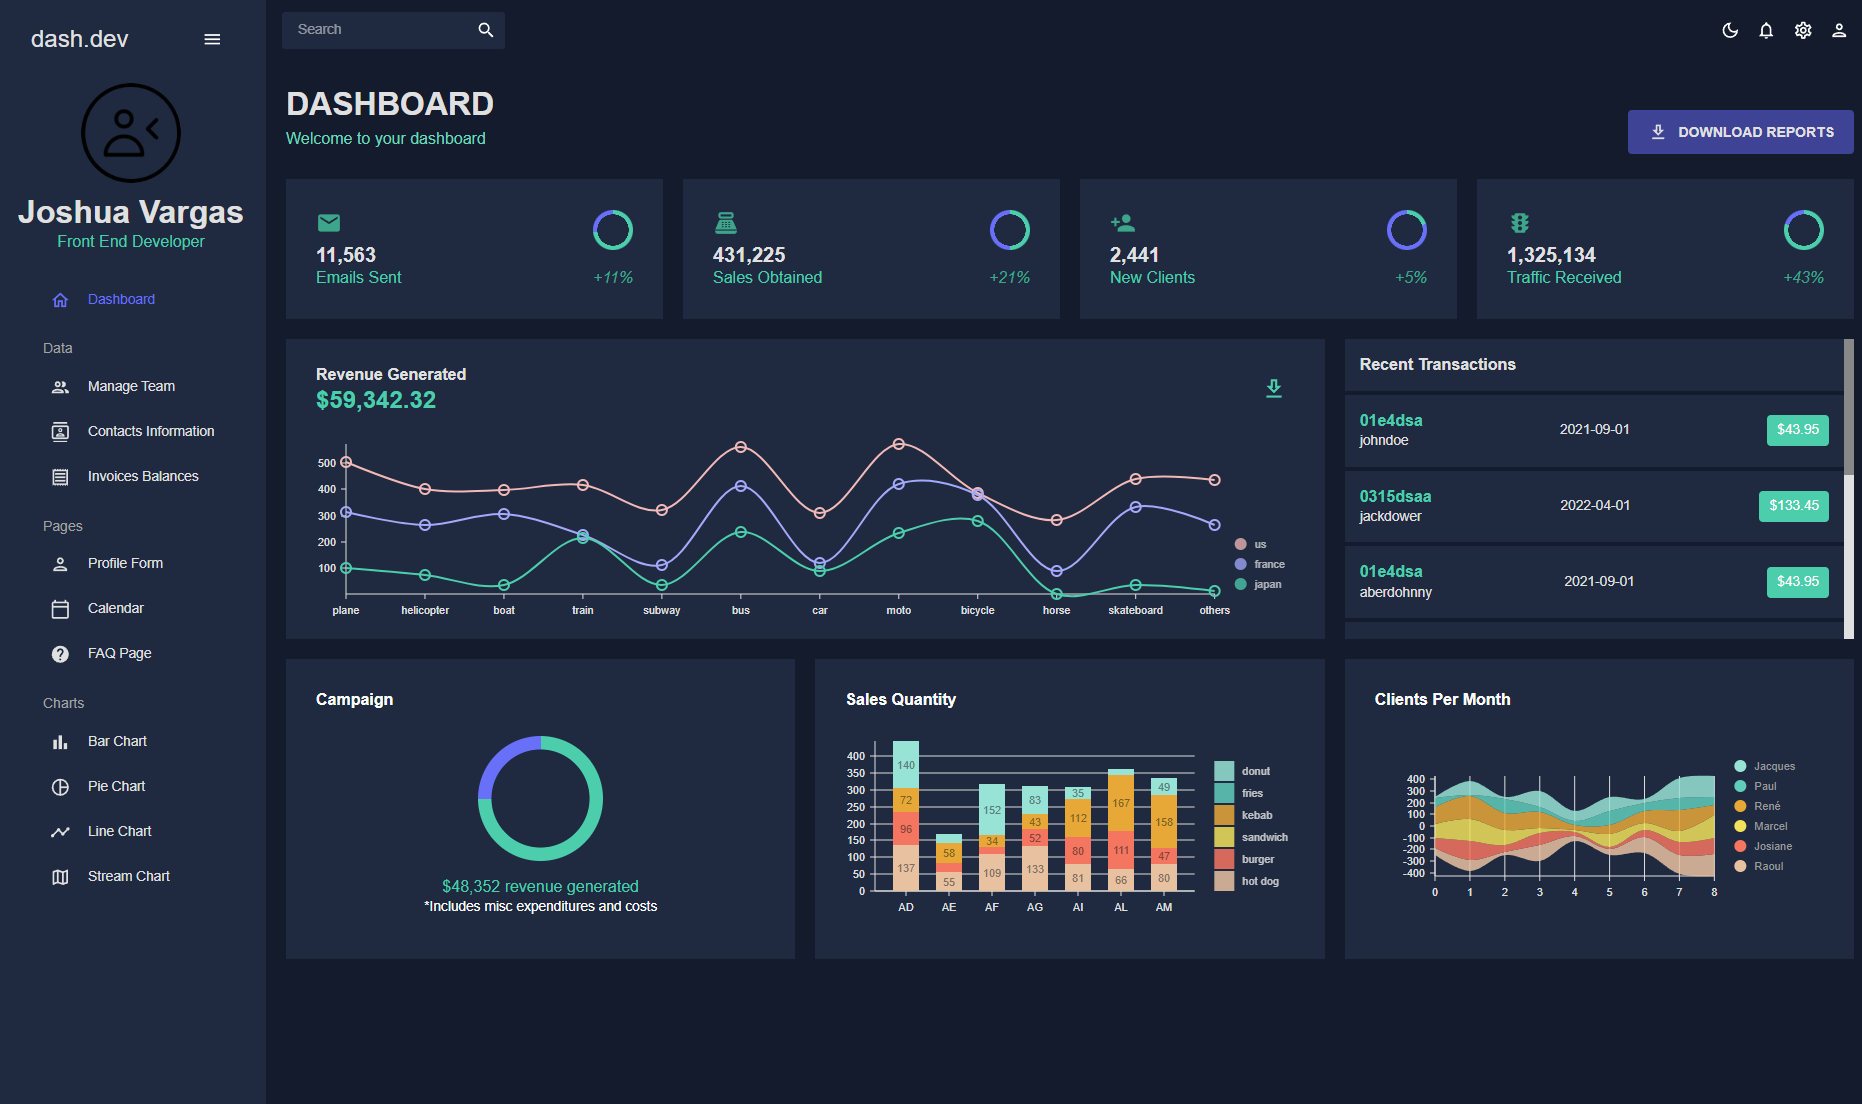 dash.dev
Search
Joshua Vargas
Front End Developer
Dashboard
Data
Manage Team
Contacts Information
Invoices Balances
Pages
Profile Form
Calendar
FAQ Page
Charts
Bar Chart
Pie Chart
Line Chart
Stream Chart
DASHBOARD
Welcome to your dashboard
DOWNLOAD REPORTS
11,563
Emails Sent +11%
431,225
Sales Obtained +21%
2,441
New Clients +5%
1,325,134
Traffic Received +43%
Revenue Generated
$59,342.32
500
400
300
200
100
plane helicopter boat train subway bus car moto bicycle horse skateboard others
us
france
japan
Recent Transactions
01e4dsa
johndoe
2021-09-01
$43.95
0315dsaa
jackdower
2022-04-01
$133.45
01e4dsa
aberdohnny
2021-09-01
$43.95
Campaign
$48,352 revenue generated
*Includes misc expenditures and costs
Sales Quantity
400
350
300
250
200
150
100
50
0
140
72
96
137
58
55
152
34
109
83
43
52
133
35
112
80
81
167
111
66
49
158
47
80
AD AE AF AG AI AL AM
donut
fries
kebab
sandwich
burger
hot dog
Clients Per Month
400
300
200
100
0
-100
-200
-300
-400
0 1 2 3 4 5 6 7 8
Jacques
Paul
René
Marcel
Josiane
Raoul